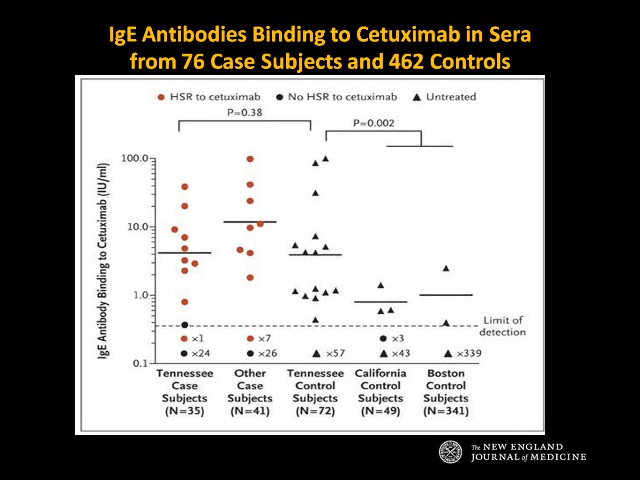 IgE Antibodies Binding to Cetuximab in Sera
from 76 Case Subjects and 462 Controls
HSR to cetuximab No HSR to cetuximab Untreated
P=0.38
P=0.002
IgE Antibody Binding to Cetuximab (IU/ml)
100.0
10.0
1.0
0.1
Limit of
detection
×1 ×7 ×3
×24 ×26 ×57 ×43 ×339
Tennessee
Case
Subjects
(N=35)
Other
Case
Subjects
(N=41)
Tennessee
Control
Subjects
(N=72)
California
Control
Subjects
(N=49)
Boston
Control
Subjects
(N=341)
The NEW ENGLAND
JOURNAL of MEDICINE